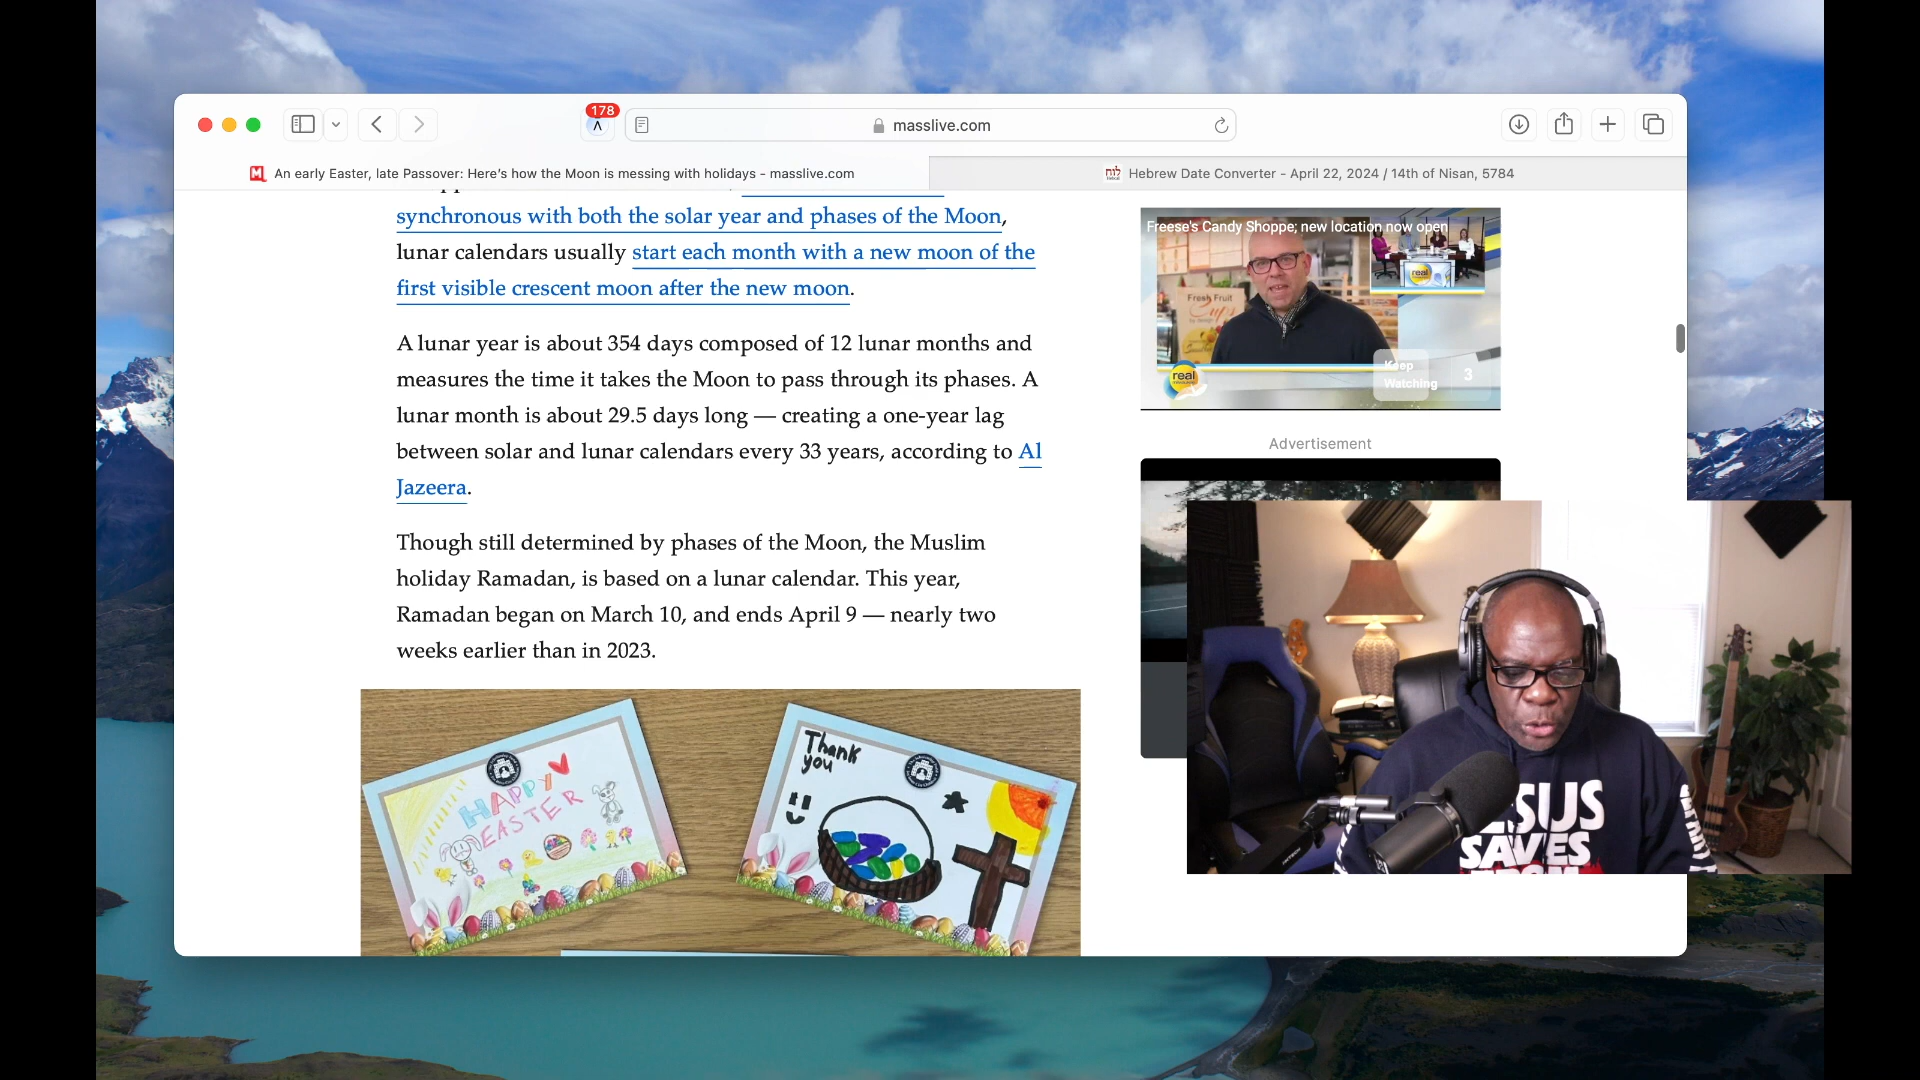 178
masslive.com
An early Easter, late Passover: Here's how the Moon is messing with holidays - masslive.com
Hebrew Date Converter - April 22, 2024 / 14th of Nisan, 5784
synchronous with both the solar year and phases of the Moon,
lunar calendars usually start each month with a new moon of the
first visible crescent moon after the new moon.
A lunar year is about 354 days composed of 12 lunar months and
measures the time it takes the Moon to pass through its phases. A
lunar month is about 29.5 days long — creating a one-year lag
between solar and lunar calendars every 33 years, according to Al
Jazeera.
Though still determined by phases of the Moon, the Muslim
holiday Ramadan, is based on a lunar calendar. This year,
Ramadan began on March 10, and ends April 9 — nearly two
weeks earlier than in 2023.
HAPPY
EASTER
Thank
you
Freese's Candy Shoppe; new location now open
Fresh Fruit
Cups
real
real
Keep
Watching
3
Advertisement
JESUS
SAVES